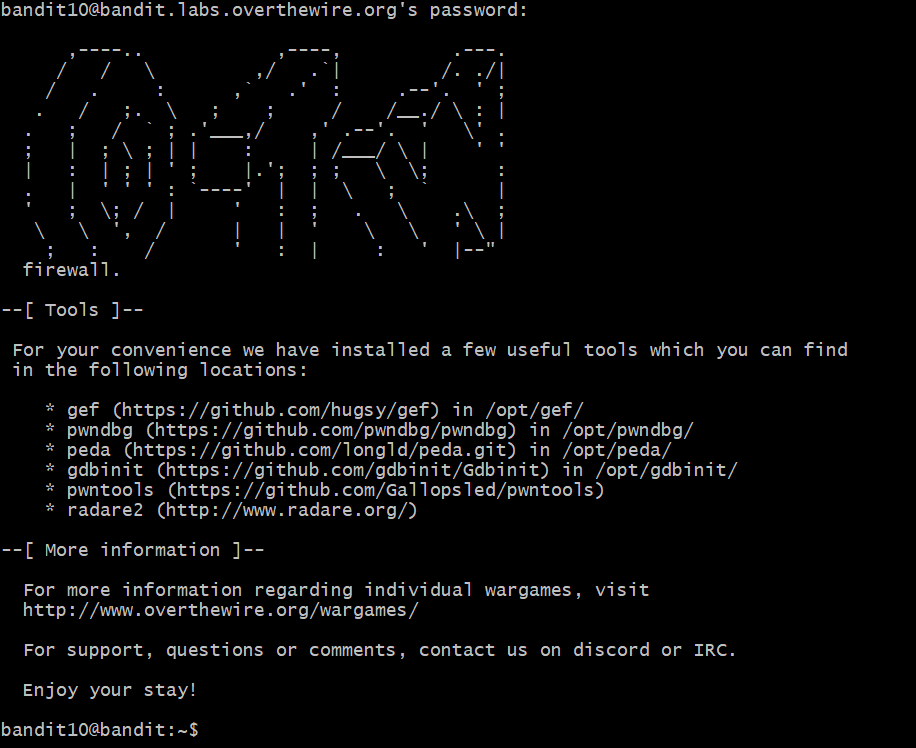 bandit10@bandit.labs.overthewire.org's password:
      ,----..            ,----,          .---.
     /   /   \         ,/   .`|         /. ./|
    /   .     :      ,`   .'  :     .--'.  ' ;
   .   /   ;.  \   ;    ;     /    /__./ \ : |
  .   ;   /  ` ; .'___,/    ,' .--'.  '   \' .
  ;   |  ; \ ; | |    :     | /___/ \ |    ' '
  |   :  | ; | ' ;    |.';  ; ;   \  \;      :
  .   |  ' ' ' : `----'  |  |  \   ;  `      |
  '   ;  \; /  |     '   :  ;   .   \    .\  ;
   \   \  ',  /      |   |  '    \   \   ' \ |
    ;   :    /       '   :  |     :   '  |--"
  firewall.
--[ Tools ]--
 For your convenience we have installed a few useful tools which you can find
 in the following locations:
    * gef (https://github.com/hugsy/gef) in /opt/gef/
    * pwndbg (https://github.com/pwndbg/pwndbg) in /opt/pwndbg/
    * peda (https://github.com/longld/peda.git) in /opt/peda/
    * gdbinit (https://github.com/gdbinit/Gdbinit) in /opt/gdbinit/
    * pwntools (https://github.com/Gallopsled/pwntools)
    * radare2 (http://www.radare.org/)
--[ More information ]--
  For more information regarding individual wargames, visit
  http://www.overthewire.org/wargames/
  For support, questions or comments, contact us on discord or IRC.
  Enjoy your stay!
bandit10@bandit:~$